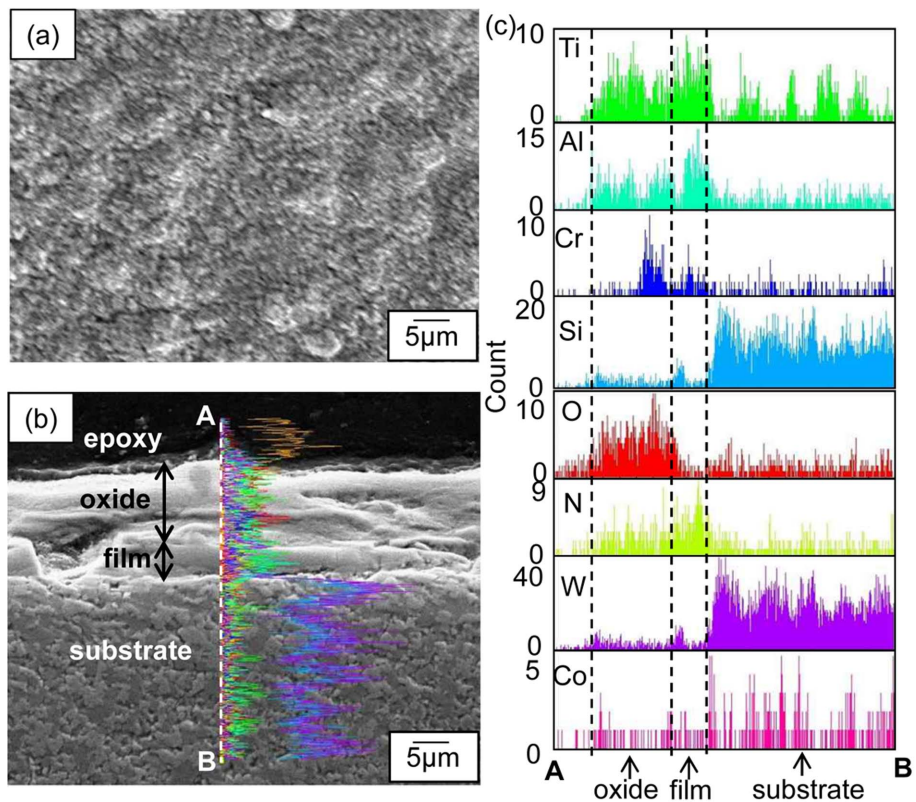 (a)
5μm
(b)
A
epoxy
oxide
film
substrate
B
5μm
(c)
Count
10
Ti
0
15
Al
0
10
Cr
0
20
Si
0
10
O
0
9
N
0
40
W
0
5
Co
0
A
B
oxide
film
substrate